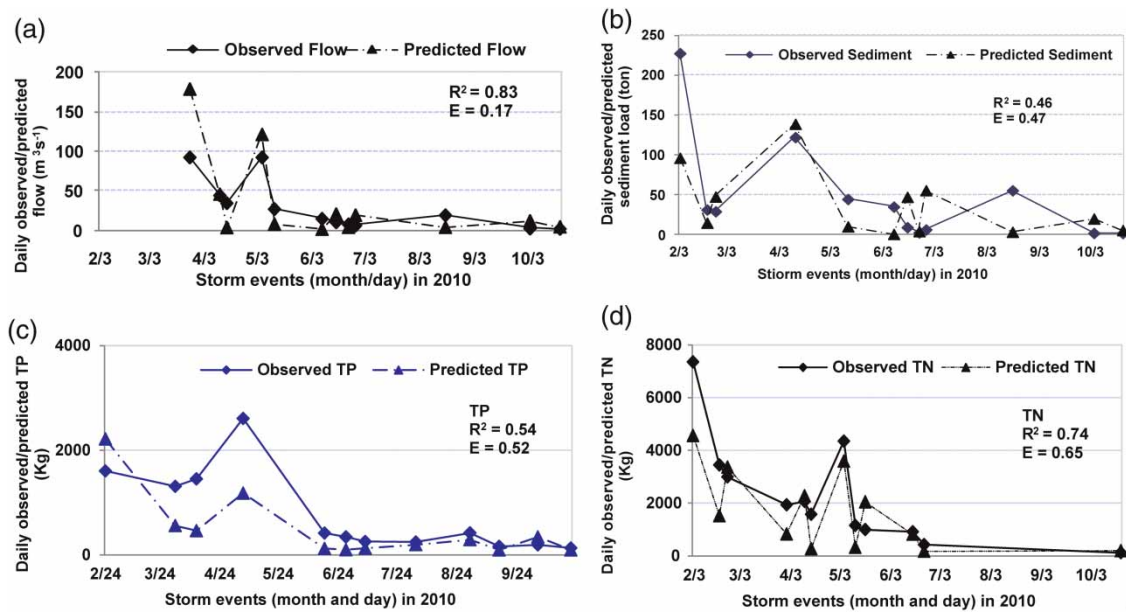 (a)
Observed Flow
Predicted Flow
Daily observed/predicted
flow (m ³s⁻¹)
200
150
100
50
0
R² = 0.83
E = 0.17
2/3 3/3 4/3 5/3 6/3 7/3 8/3 9/3 10/3
Storm events (month/day) in 2010
(b)
Observed Sediment
Predicted Sediment
Daily observed/predicted
sediment load (ton)
250
200
150
100
50
0
R² = 0.46
E = 0.47
2/3 3/3 4/3 5/3 6/3 7/3 8/3 9/3 10/3
Stiorm events (month/day) in 2010
(c)
Observed TP
Predicted TP
Daily observed/predicted TP
(Kg)
4000
2000
0
TP
R² = 0.54
E = 0.52
2/24 3/24 4/24 5/24 6/24 7/24 8/24 9/24
Storm events (month and day) in 2010
(d)
Observed TN
Predicted TN
Daily observed/predicted TN
(Kg)
8000
6000
4000
2000
0
TN
R² = 0.74
E = 0.65
2/3 3/3 4/3 5/3 6/3 7/3 8/3 9/3 10/3
Storm events (month and day) in 2010